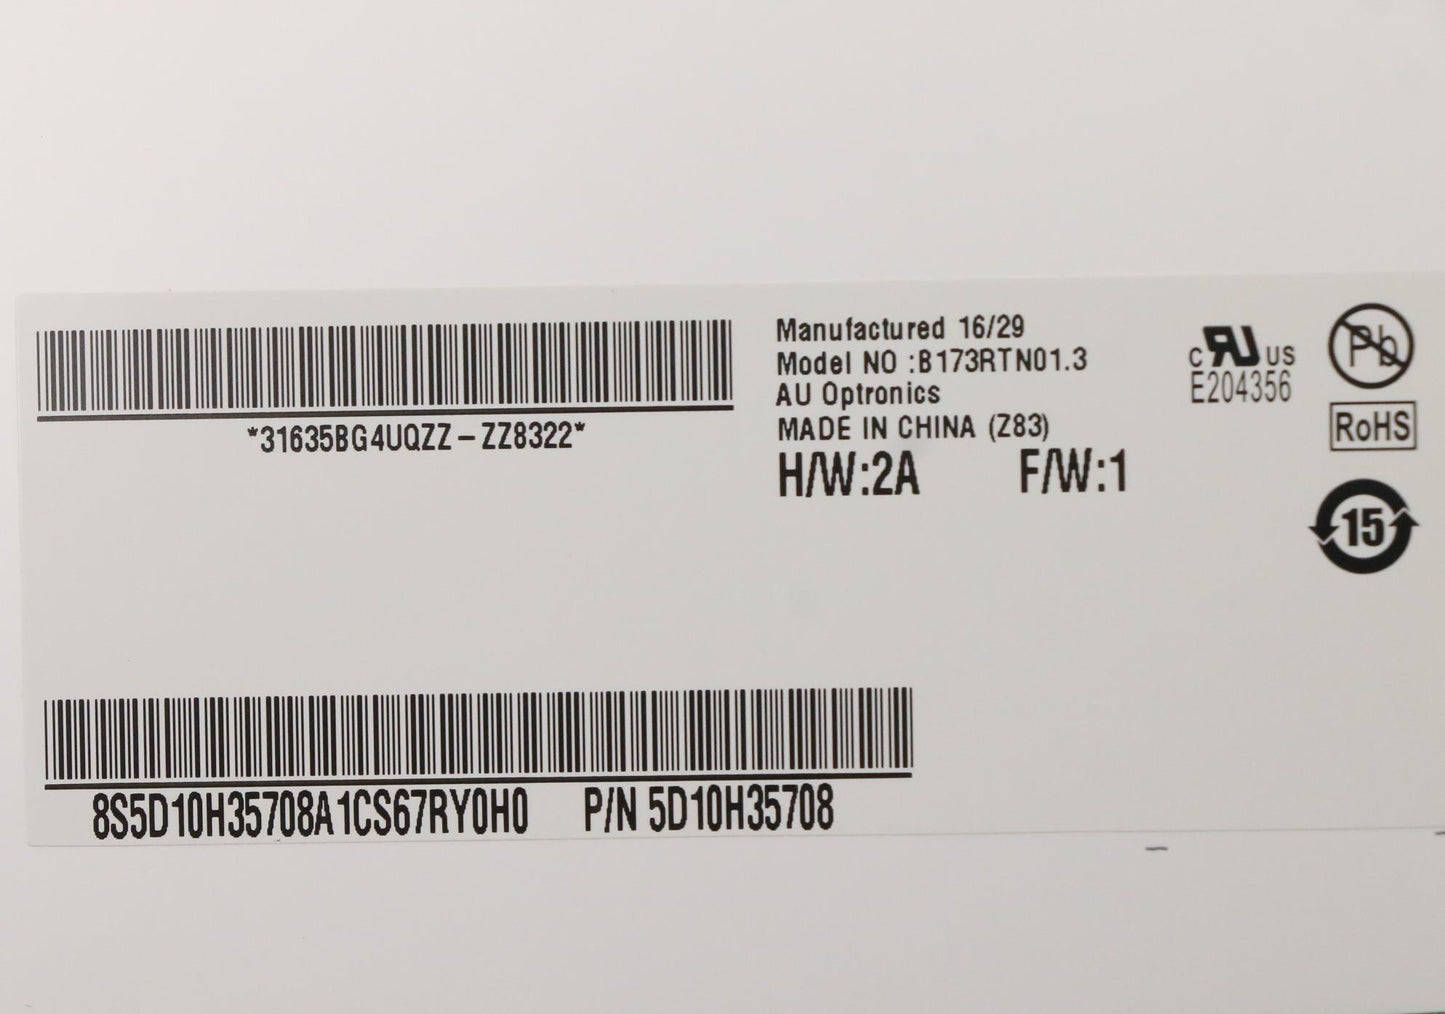 *31635BG4UQZZ-ZZ8322*
Manufactured 16/29
Model NO :B173RTN01.3
AU Optronics
MADE IN CHINA (Z83)
H/W:2A F/W:1
C RU US
E204356
Pb
RoHS
15
8S5D10H35708A1CS67RY0H0 P/N 5D10H35708